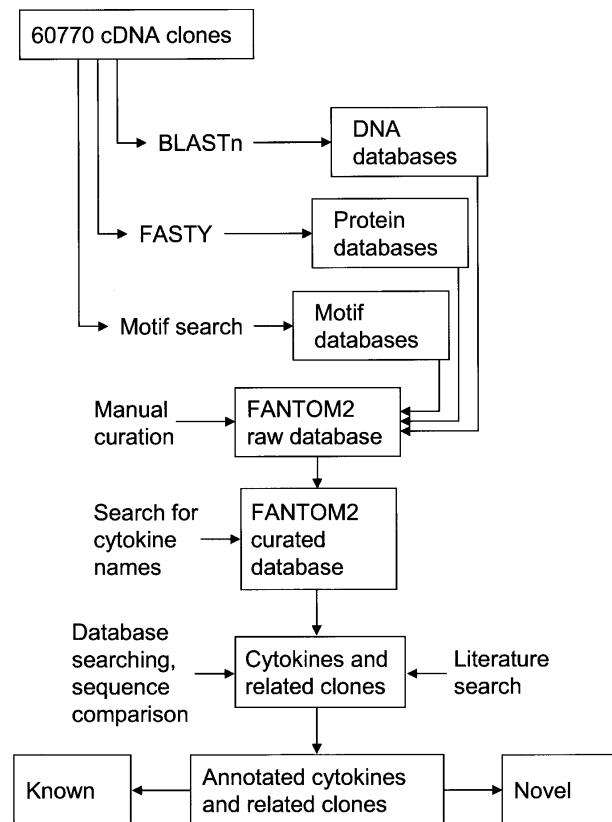 60770 cDNA clones
BLASTn
DNA
databases
FASTY
Protein
databases
Motif search
Motif
databases
Manual
curation
FANTOM2
raw database
Search for
cytokine
names
FANTOM2
curated
database
Database
searching,
sequence
comparison
Cytokines and
related clones
Literature
search
Known
Annotated cytokines
and related clones
Novel